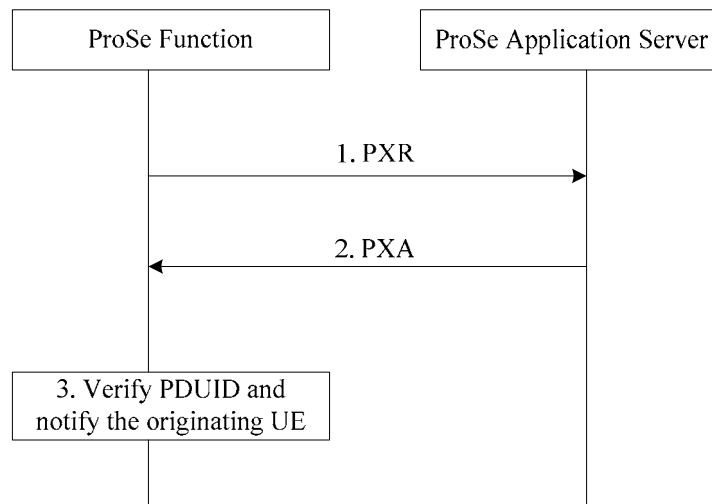 ProSe Function
ProSe Application Server
1. PXR
2. PXA
3. Verify PDUID and
notify the originating UE